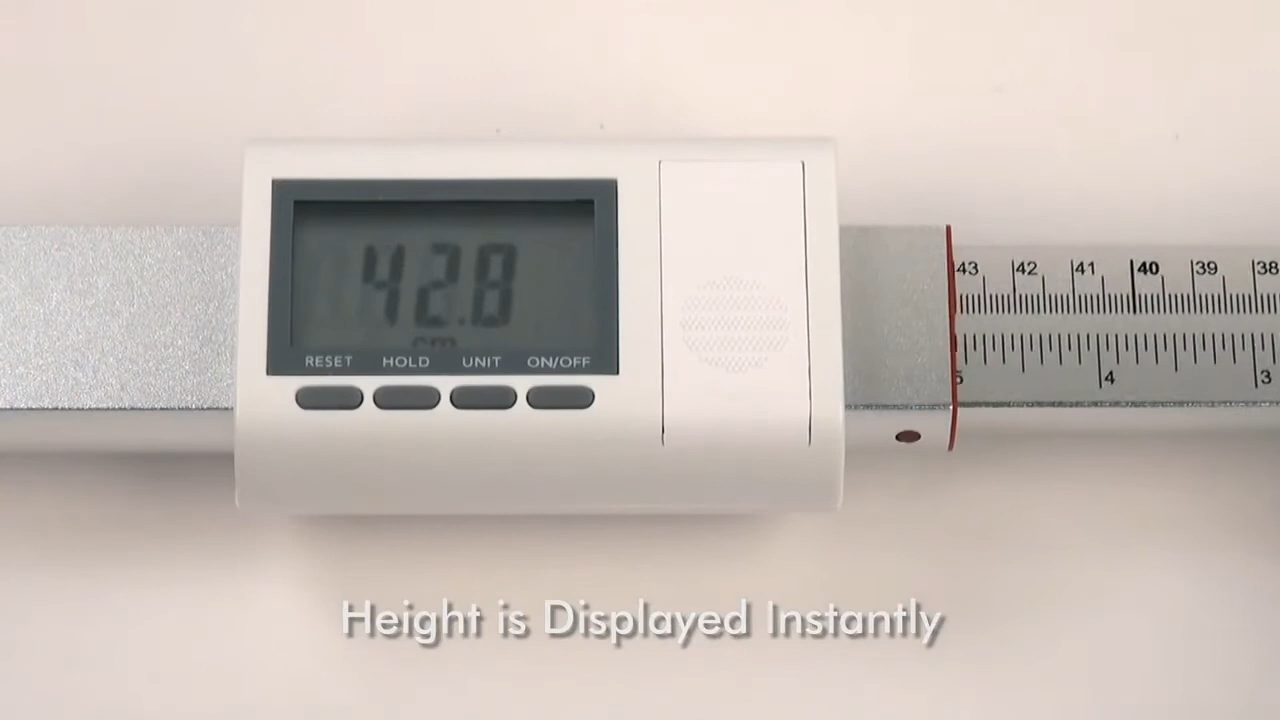 42.8
cm
RESET HOLD UNIT ON/OFF
43 42 41 40 39 38
5 4 3
Height is Displayed Instantly